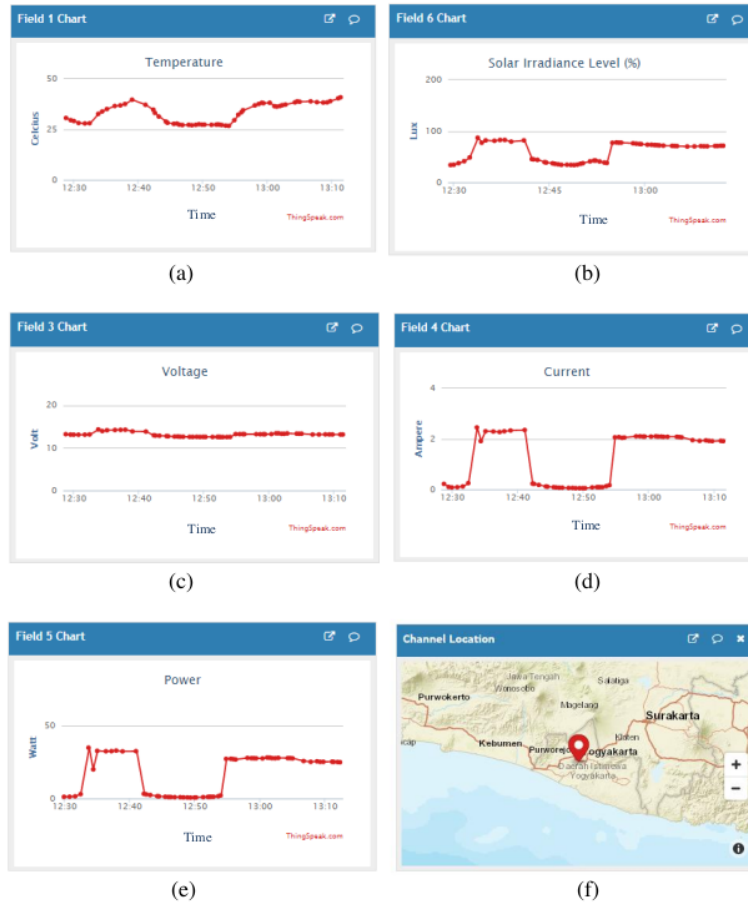 Field 1 Chart
Temperature
50
25
0
Celcius
12:30 12:40 12:50 13:00 13:10
Time
ThingSpeak.com
(a)
Field 6 Chart
Solar Irradiance Level (%)
200
100
0
Lux
12:30 12:45 13:00
Time
ThingSpeak.com
(b)
Field 3 Chart
Voltage
20
10
0
Volt
12:30 12:40 12:50 13:00 13:10
Time
ThingSpeak.com
(c)
Field 4 Chart
Current
4
2
0
Ampere
12:30 12:40 12:50 13:00 13:10
Time
ThingSpeak.com
(d)
Field 5 Chart
Power
50
0
Watt
12:30 12:40 12:50 13:00 13:10
Time
ThingSpeak.com
(e)
Channel Location
Jawa Tengah
Salatiga
Wonosobo
Purwokerto
Magelang
Surakarta
Klaten
cap
Kebumen
Purworejo
ogyakarta
Daerah Istimewa
Yogyakarta
+
−
(f)